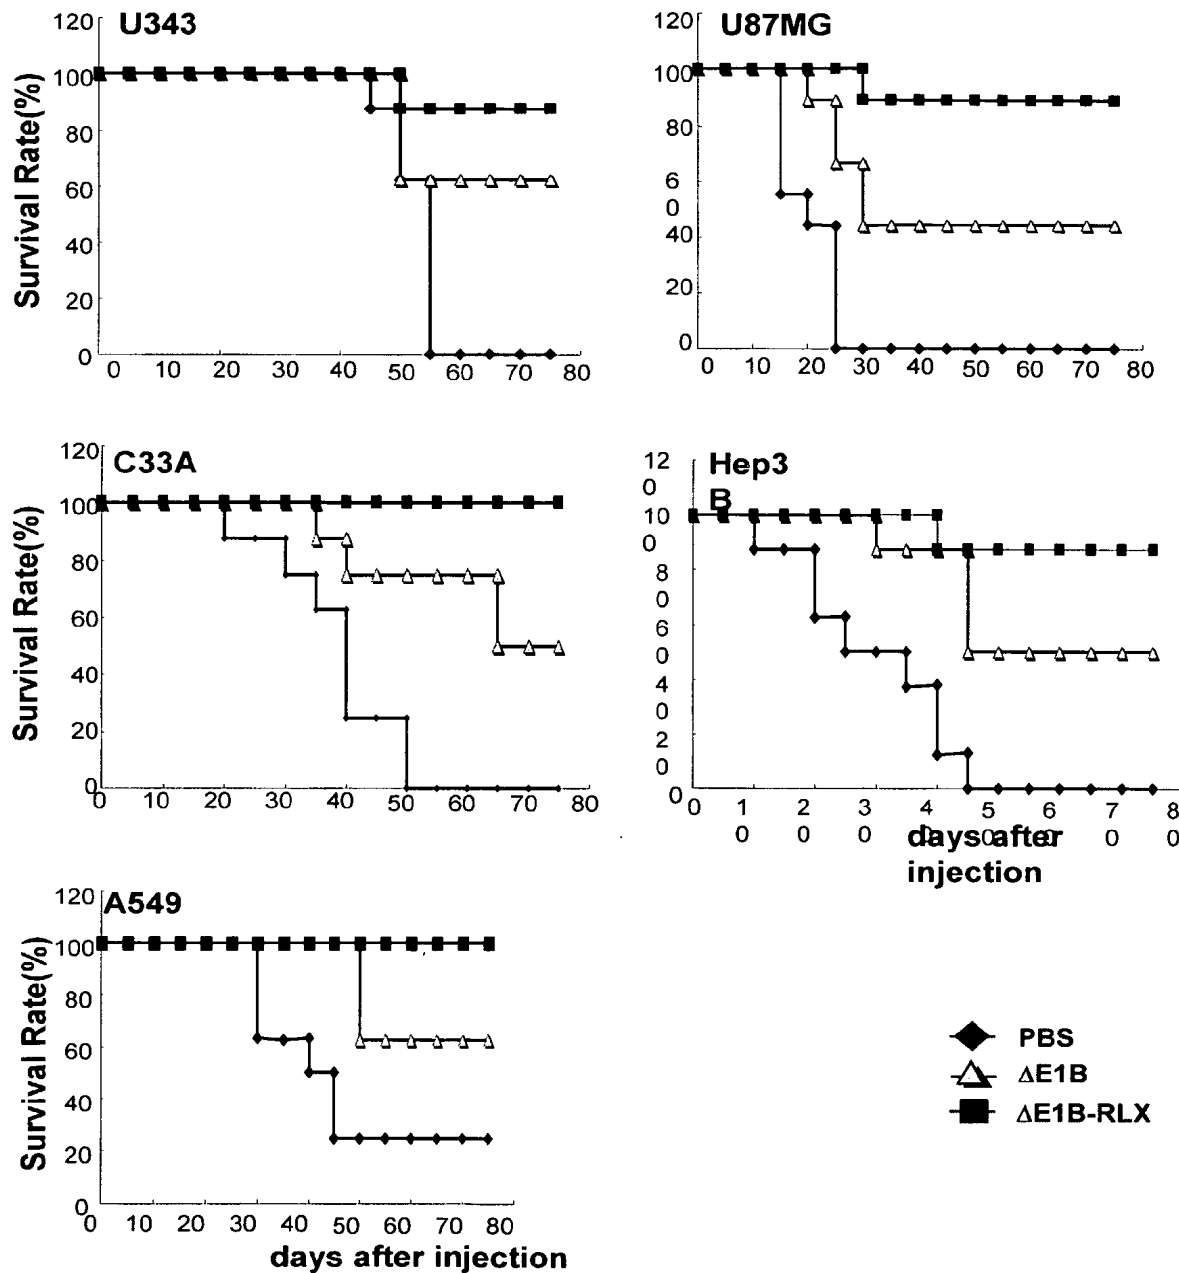 U343
120
100
80
60
40
20
0
Survival Rate(%)
0 10 20 30 40 50 60 70 80
U87MG
120
100
80
6
0
40
20
0
0 10 20 30 40 50 60 70 80
C33A
120
100
80
60
40
20
0
Survival Rate(%)
0 10 20 30 40 50 60 70 80
Hep3
B
12
0
10
0
8
0
6
0
4
0
2
0
0
0 1 2 3 4 5 6 7 8
0 0 0 0 0 0 0 0
days after
injection
A549
120
100
80
60
40
20
0
Survival Rate(%)
0 10 20 30 40 50 60 70 80
days after injection
PBS
ΔE1B
ΔE1B-RLX